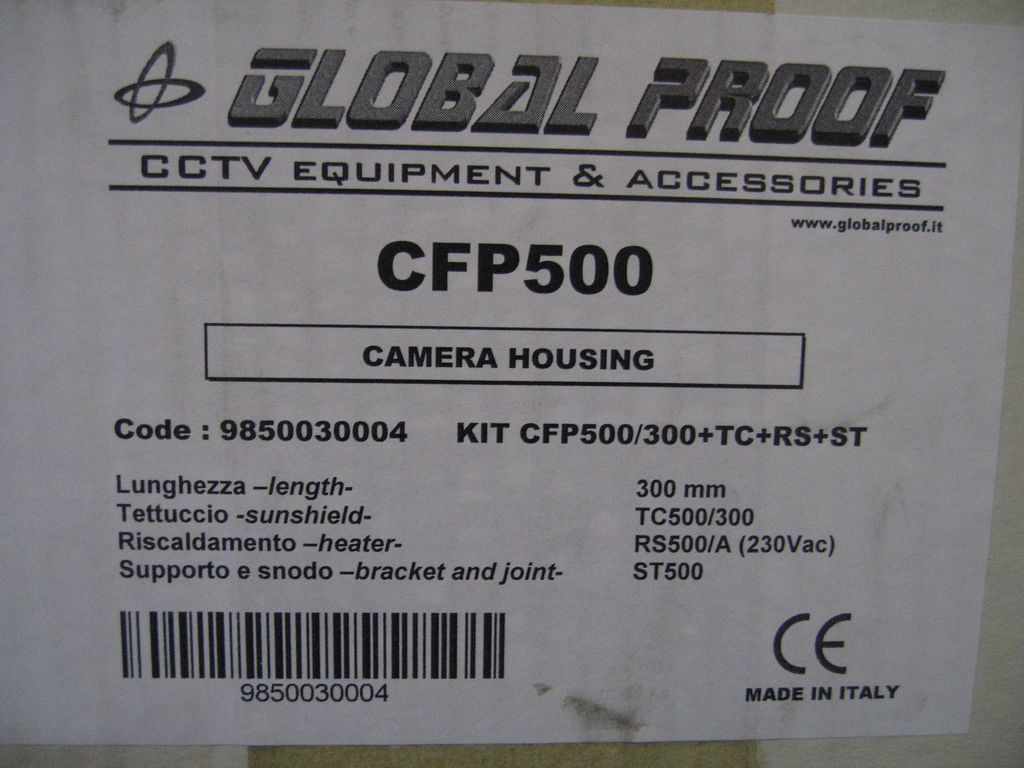 GLOBAL PROOF
CCTV EQUIPMENT & ACCESSORIES
www.globalproof.it
CFP500
CAMERA HOUSING
Code : 9850030004 KIT CFP500/300+TC+RS+ST
Lunghezza –length- 300 mm
Tettuccio -sunshield- TC500/300
Riscaldamento –heater- RS500/A (230Vac)
Supporto e snodo –bracket and joint- ST500
9850030004
CE
MADE IN ITALY